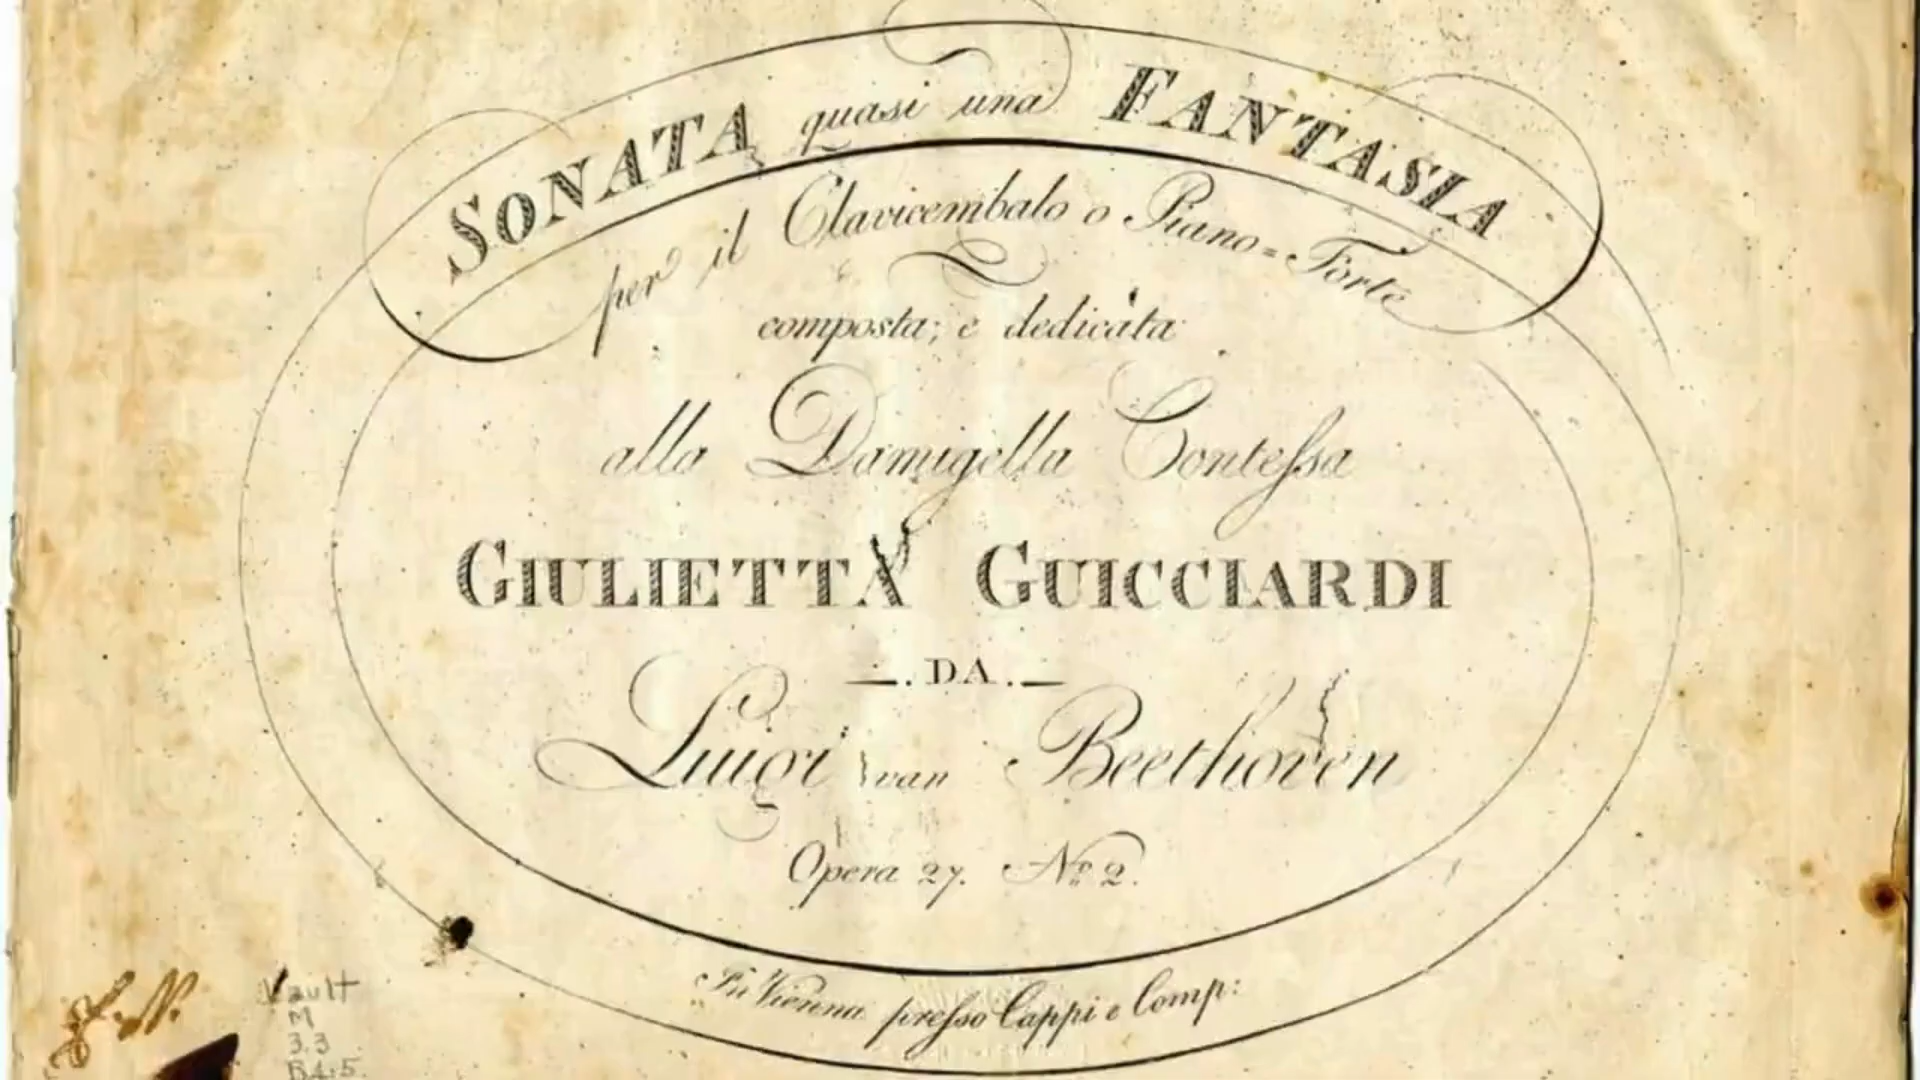 SONATA quasi una FANTASIA
per il Clavicembalo o Piano=Forte
composta; e dedicata
alla Damigella Contessa
GIULIETTA GUICCIARDI
. DA .
Luigi van Beethoven
Opera 27. No. 2.
In Vienna presso Cappi e Comp:
Vault
M
3.3
B4.5